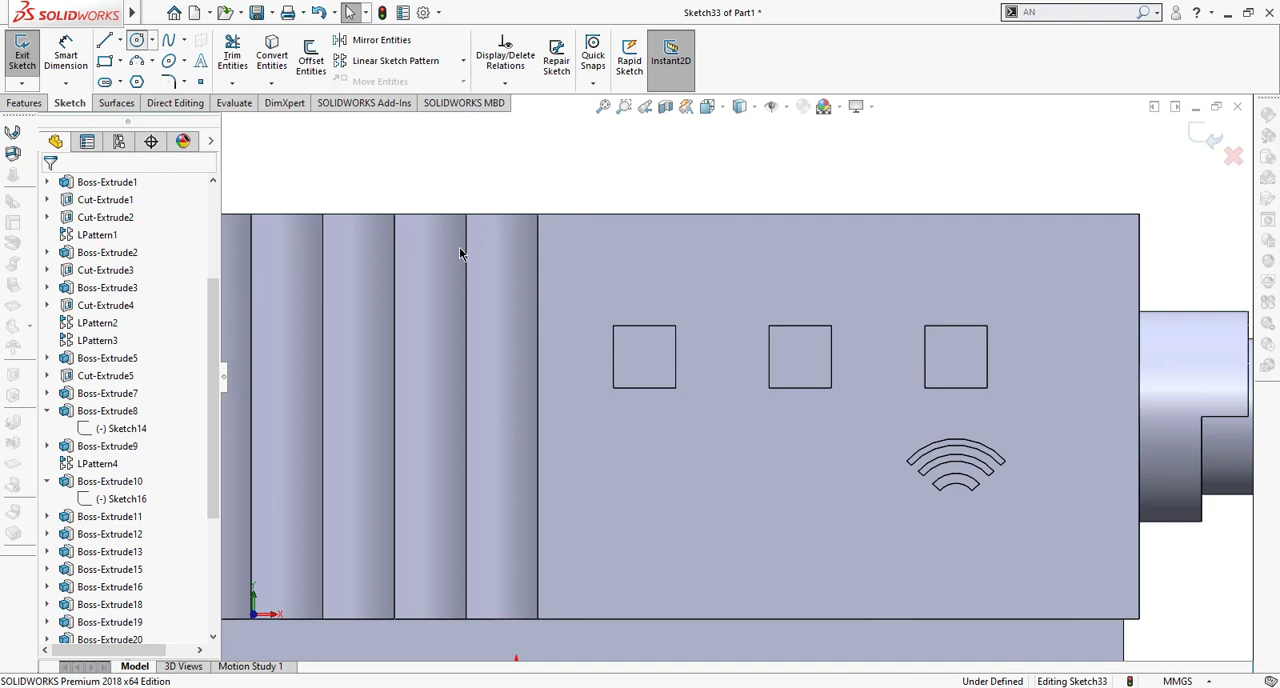 SOLIDWORKS
Sketch33 of Part1 *
AN
Exit Sketch
Smart Dimension
Trim Entities
Convert Entities
Offset Entities
Mirror Entities
Linear Sketch Pattern
Move Entities
Display/Delete Relations
Repair Sketch
Quick Snaps
Rapid Sketch
Instant2D
Features
Sketch
Surfaces
Direct Editing
Evaluate
DimXpert
SOLIDWORKS Add-Ins
SOLIDWORKS MBD
Boss-Extrude1
Cut-Extrude1
Cut-Extrude2
LPattern1
Boss-Extrude2
Cut-Extrude3
Boss-Extrude3
Cut-Extrude4
LPattern2
LPattern3
Boss-Extrude5
Cut-Extrude5
Boss-Extrude7
Boss-Extrude8
(-) Sketch14
Boss-Extrude9
LPattern4
Boss-Extrude10
(-) Sketch16
Boss-Extrude11
Boss-Extrude12
Boss-Extrude13
Boss-Extrude15
Boss-Extrude16
Boss-Extrude18
Boss-Extrude19
Boss-Extrude20
Y
X
Model
3D Views
Motion Study 1
SOLIDWORKS Premium 2018 x64 Edition
Under Defined
Editing Sketch33
MMGS